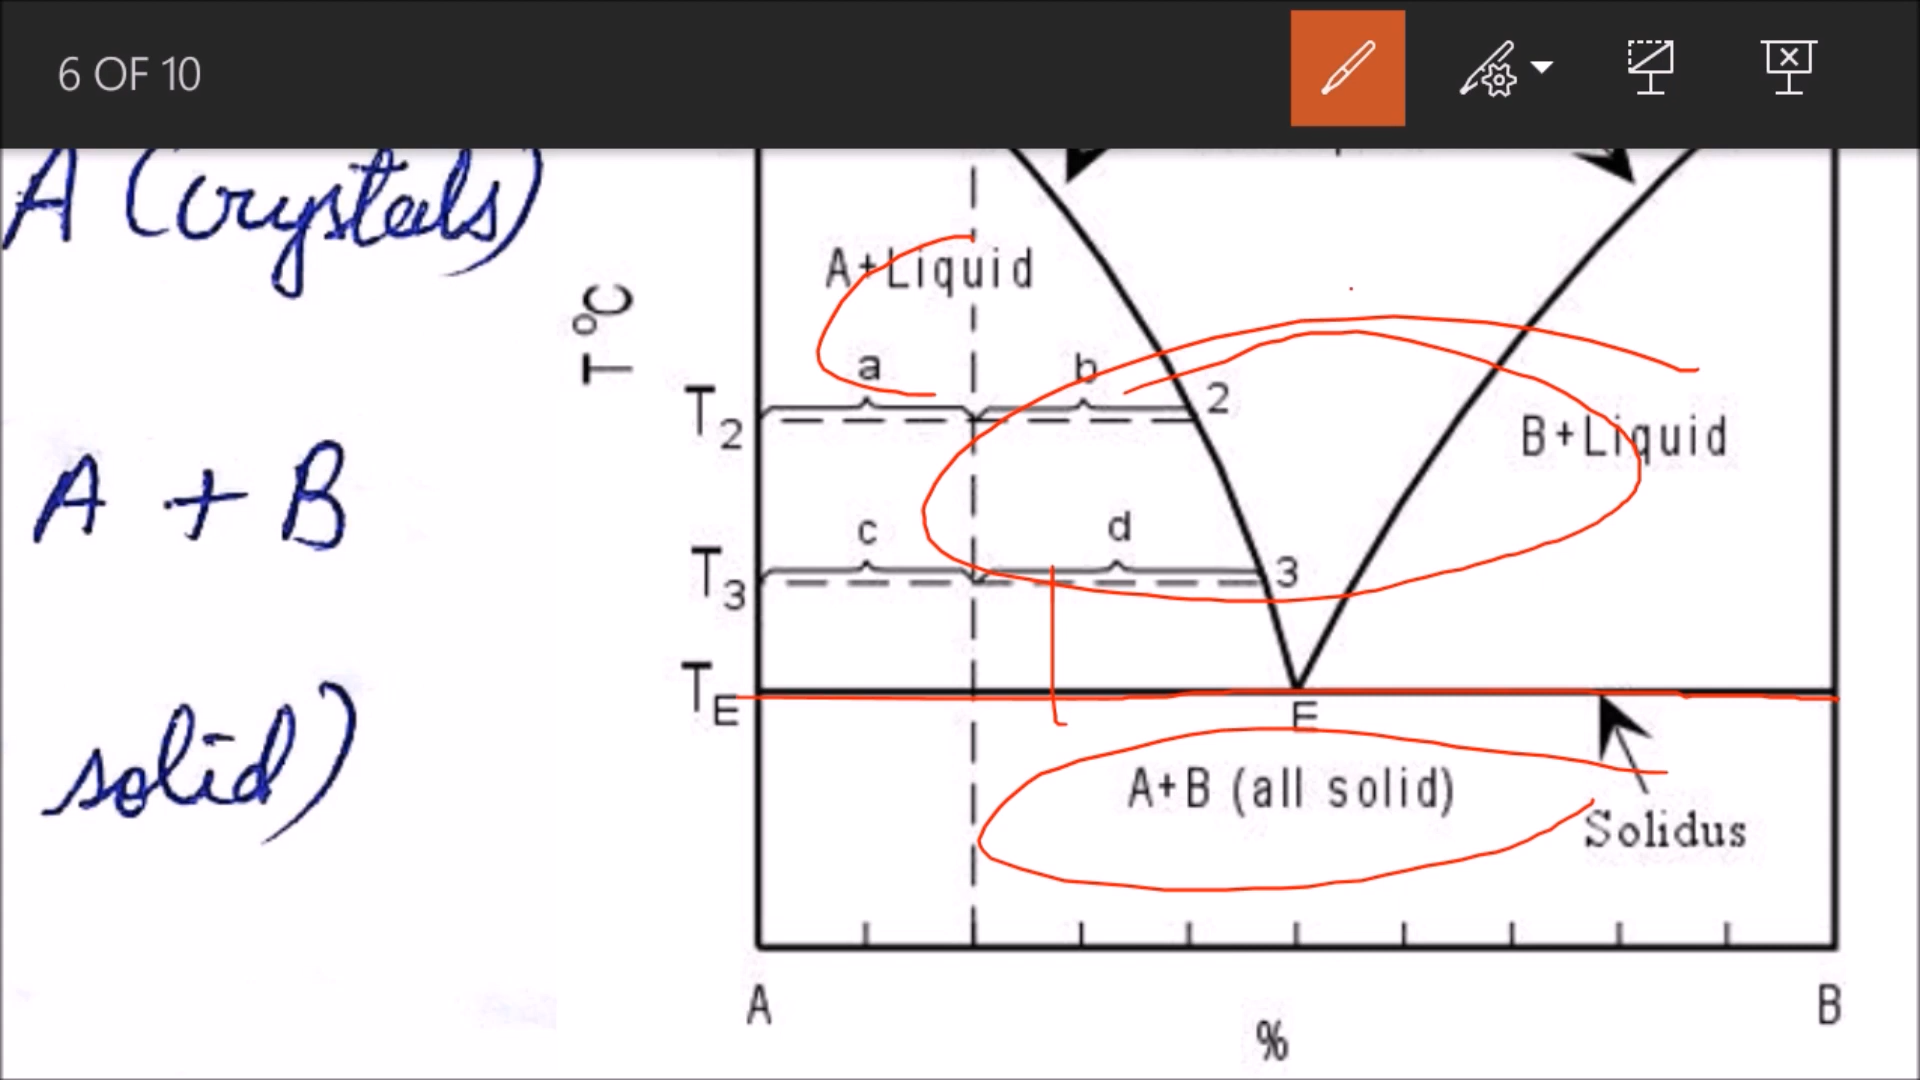 6 OF 10
A (crystals)
A + B
solid)
T°C
A+Liquid
a
b
2
T2
B+Liquid
c
d
3
T3
TE
E
A+B (all solid)
Solidus
A
B
%